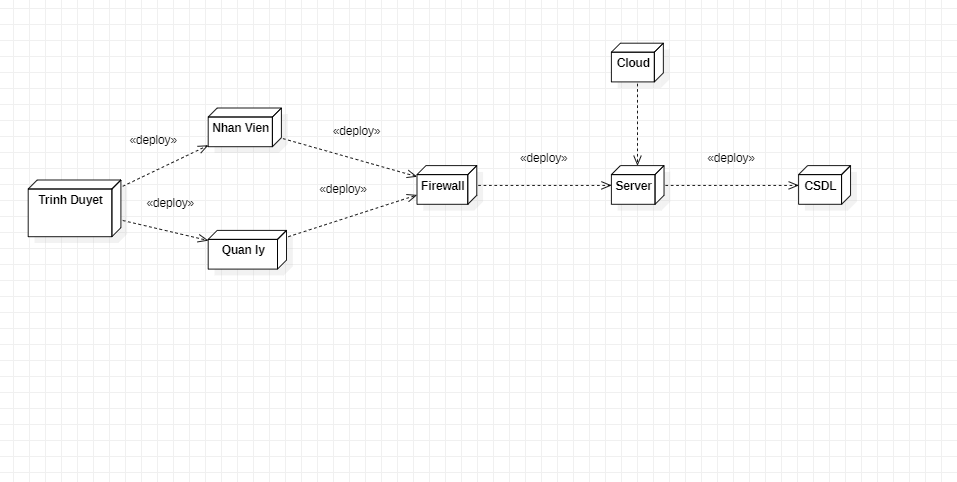 Cloud
Nhan Vien
«deploy»
«deploy»
«deploy»
«deploy»
Firewall
Server
CSDL
«deploy»
Trinh Duyet
«deploy»
Quan ly